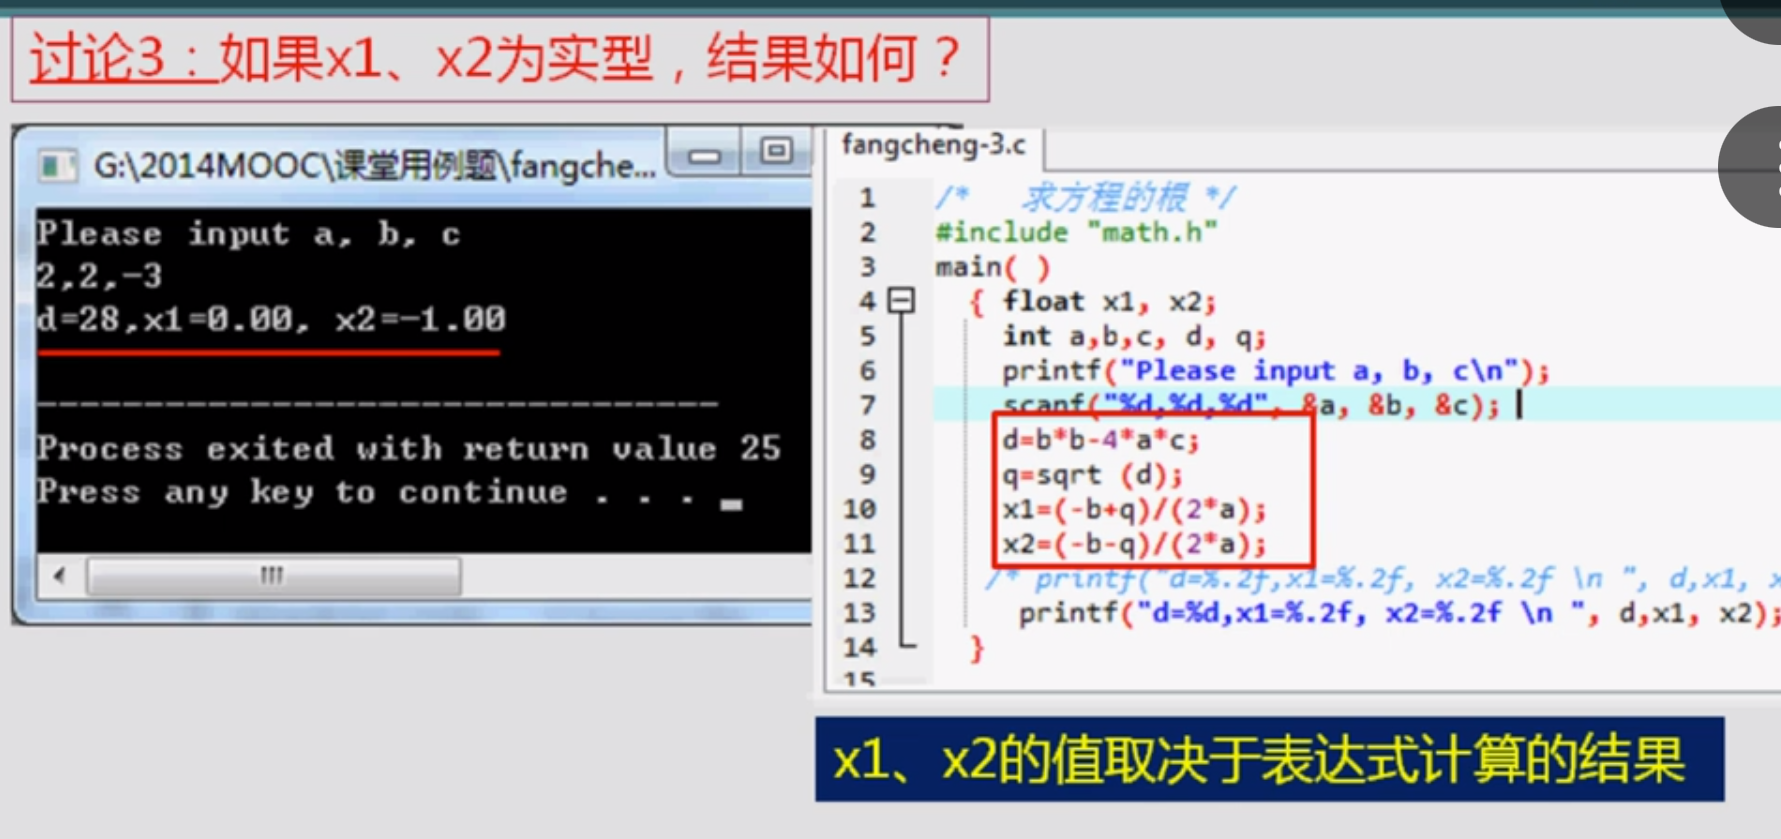 讨论3：如果x1、x2为实型，结果如何？
G:\2014MOOC\课堂用例题\fangche...
Please input a, b, c
2,2,-3
d=28,x1=0.00, x2=-1.00
--------------------------------
Process exited with return value 25
Press any key to continue . . .
fangcheng-3.c
1 /* 求方程的根 */
2 #include "math.h"
3 main( )
4 { float x1, x2;
5 int a,b,c, d, q;
6 printf("Please input a, b, c\n");
7 scanf("%d,%d,%d", &a, &b, &c);
8 d=b*b-4*a*c;
9 q=sqrt (d);
10 x1=(-b+q)/(2*a);
11 x2=(-b-q)/(2*a);
12 /* printf("d=%.2f,x1=%.2f, x2=%.2f \n ", d,x1, x
13 printf("d=%d,x1=%.2f, x2=%.2f \n ", d,x1, x2);
14 }
15
x1、x2的值取决于表达式计算的结果